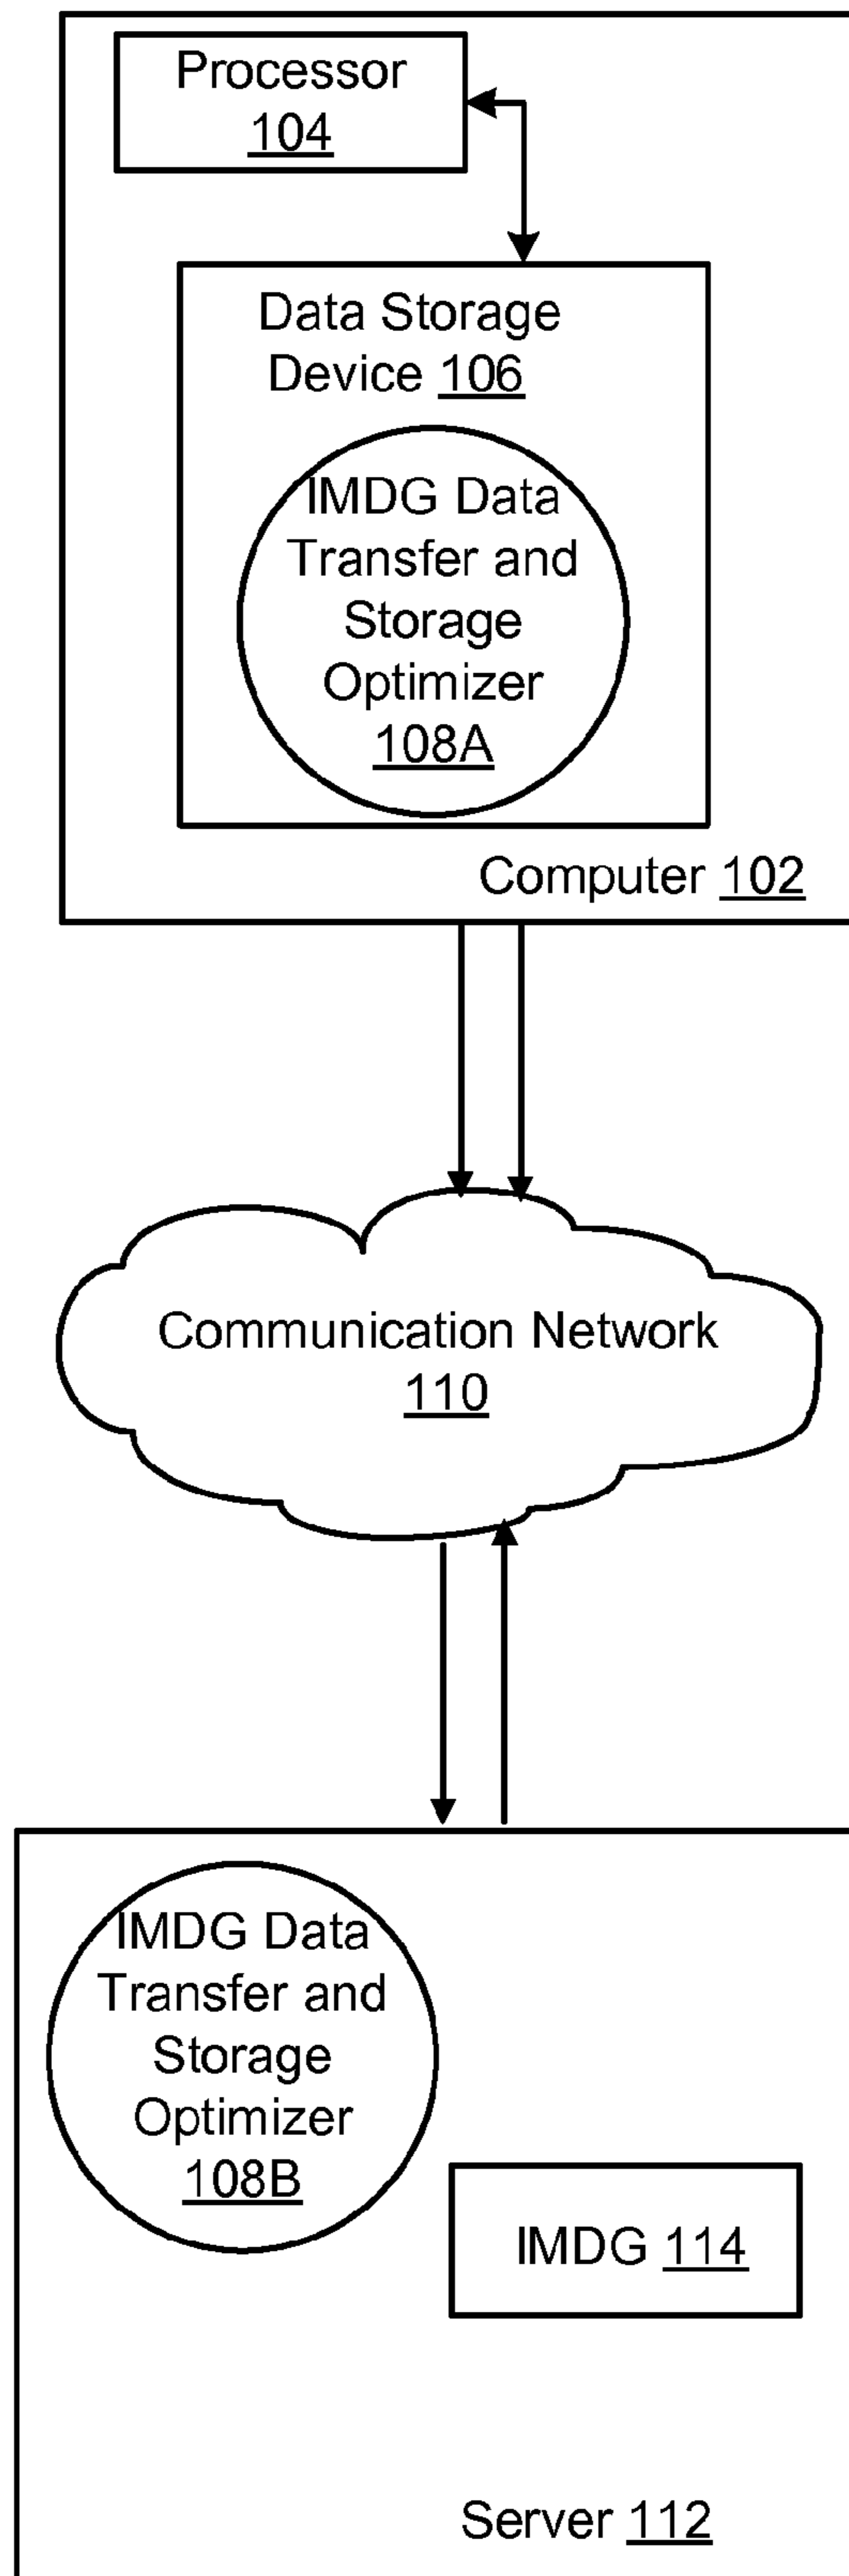 Processor
104
Data Storage
Device 106
IMDG Data
Transfer and
Storage
Optimizer
108A
Computer 102
Communication Network
110
IMDG Data
Transfer and
Storage
Optimizer
108B
IMDG 114
Server 112